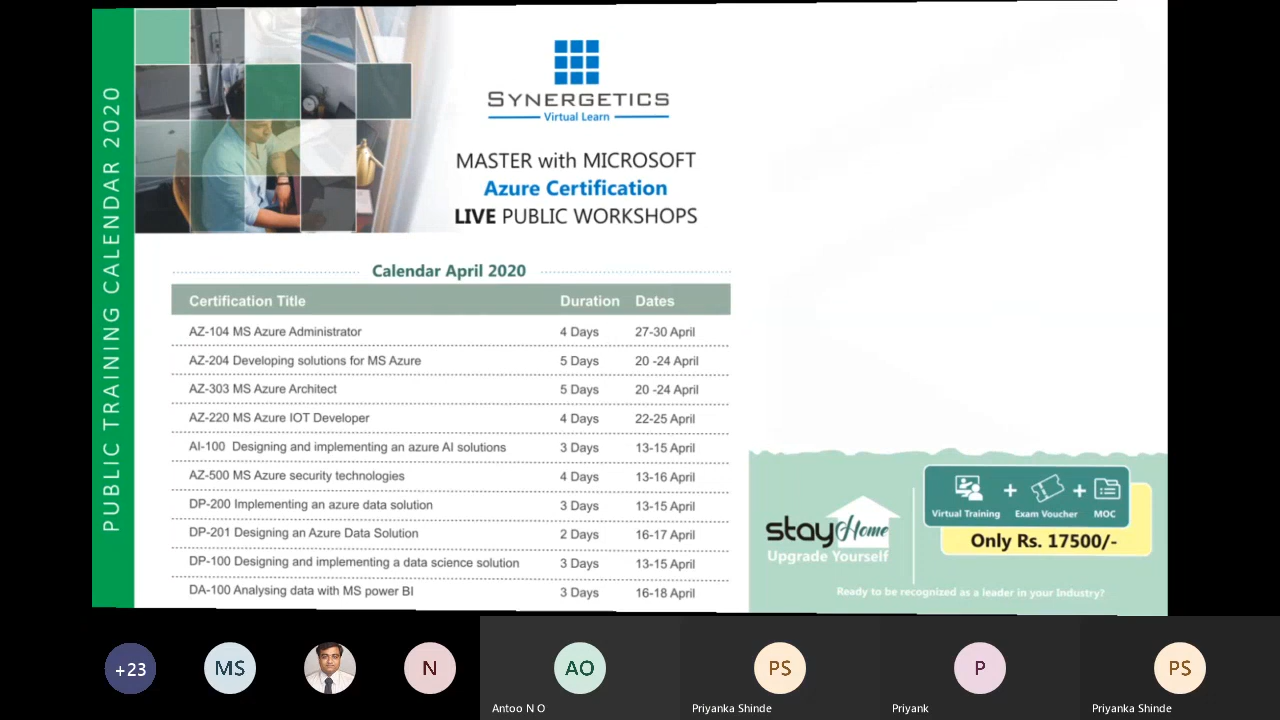 PUBLIC TRAINING CALENDAR 2020
SYNERGETICS
Virtual Learn
MASTER with MICROSOFT
Azure Certification
LIVE PUBLIC WORKSHOPS
Calendar April 2020
Certification Title Duration Dates
AZ-104 MS Azure Administrator 4 Days 27-30 April
AZ-204 Developing solutions for MS Azure 5 Days 20 -24 April
AZ-303 MS Azure Architect 5 Days 20 -24 April
AZ-220 MS Azure IOT Developer 4 Days 22-25 April
AI-100 Designing and implementing an azure AI solutions 3 Days 13-15 April
AZ-500 MS Azure security technologies 4 Days 13-16 April
DP-200 Implementing an azure data solution 3 Days 13-15 April
DP-201 Designing an Azure Data Solution 2 Days 16-17 April
DP-100 Designing and implementing a data science solution 3 Days 13-15 April
DA-100 Analysing data with MS power BI 3 Days 16-18 April
stay Home
Upgrade Yourself
Virtual Training + Exam Voucher + MOC
Only Rs. 17500/-
Ready to be recognized as a leader in your Industry?
+23 MS N AO PS P PS
Antoo N O Priyanka Shinde Priyank Priyanka Shinde